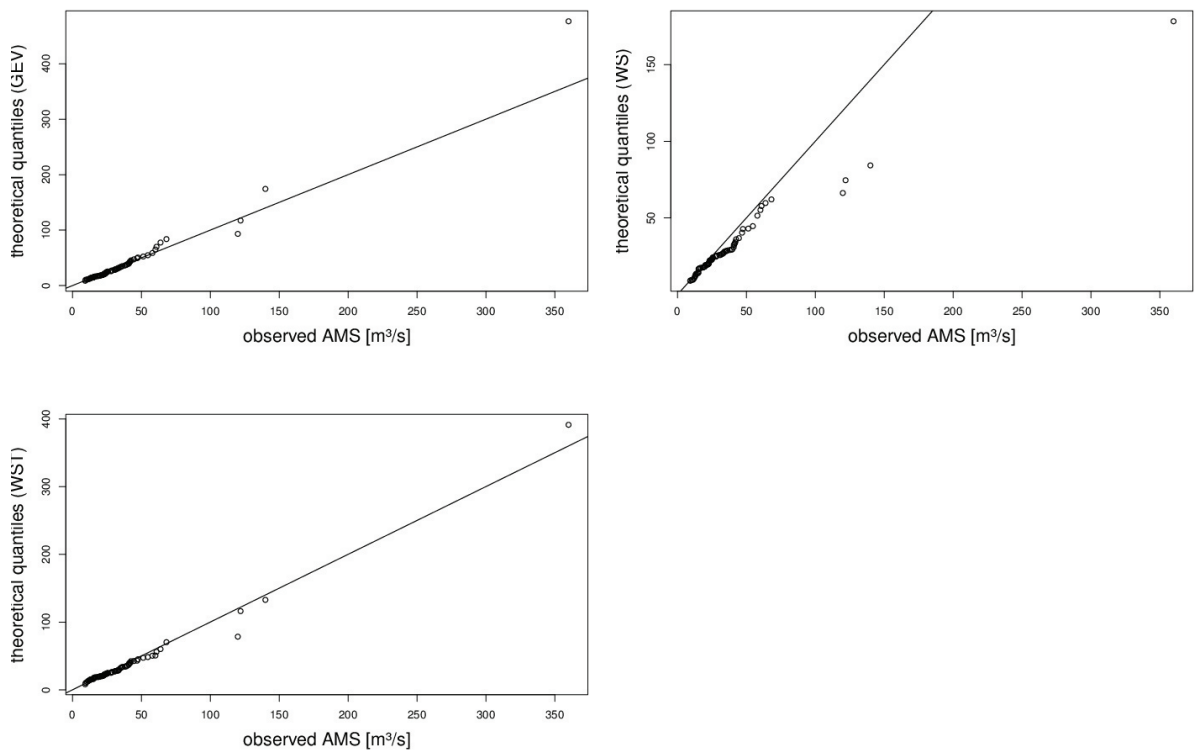 theoretical quantiles (GEV)
400
300
200
100
0
0 50 100 150 200 250 300 350
observed AMS [m³/s]
theoretical quantiles (WS)
150
100
50
0 50 100 150 200 250 300 350
observed AMS [m³/s]
theoretical quantiles (WST)
400
300
200
100
0
0 50 100 150 200 250 300 350
observed AMS [m³/s]